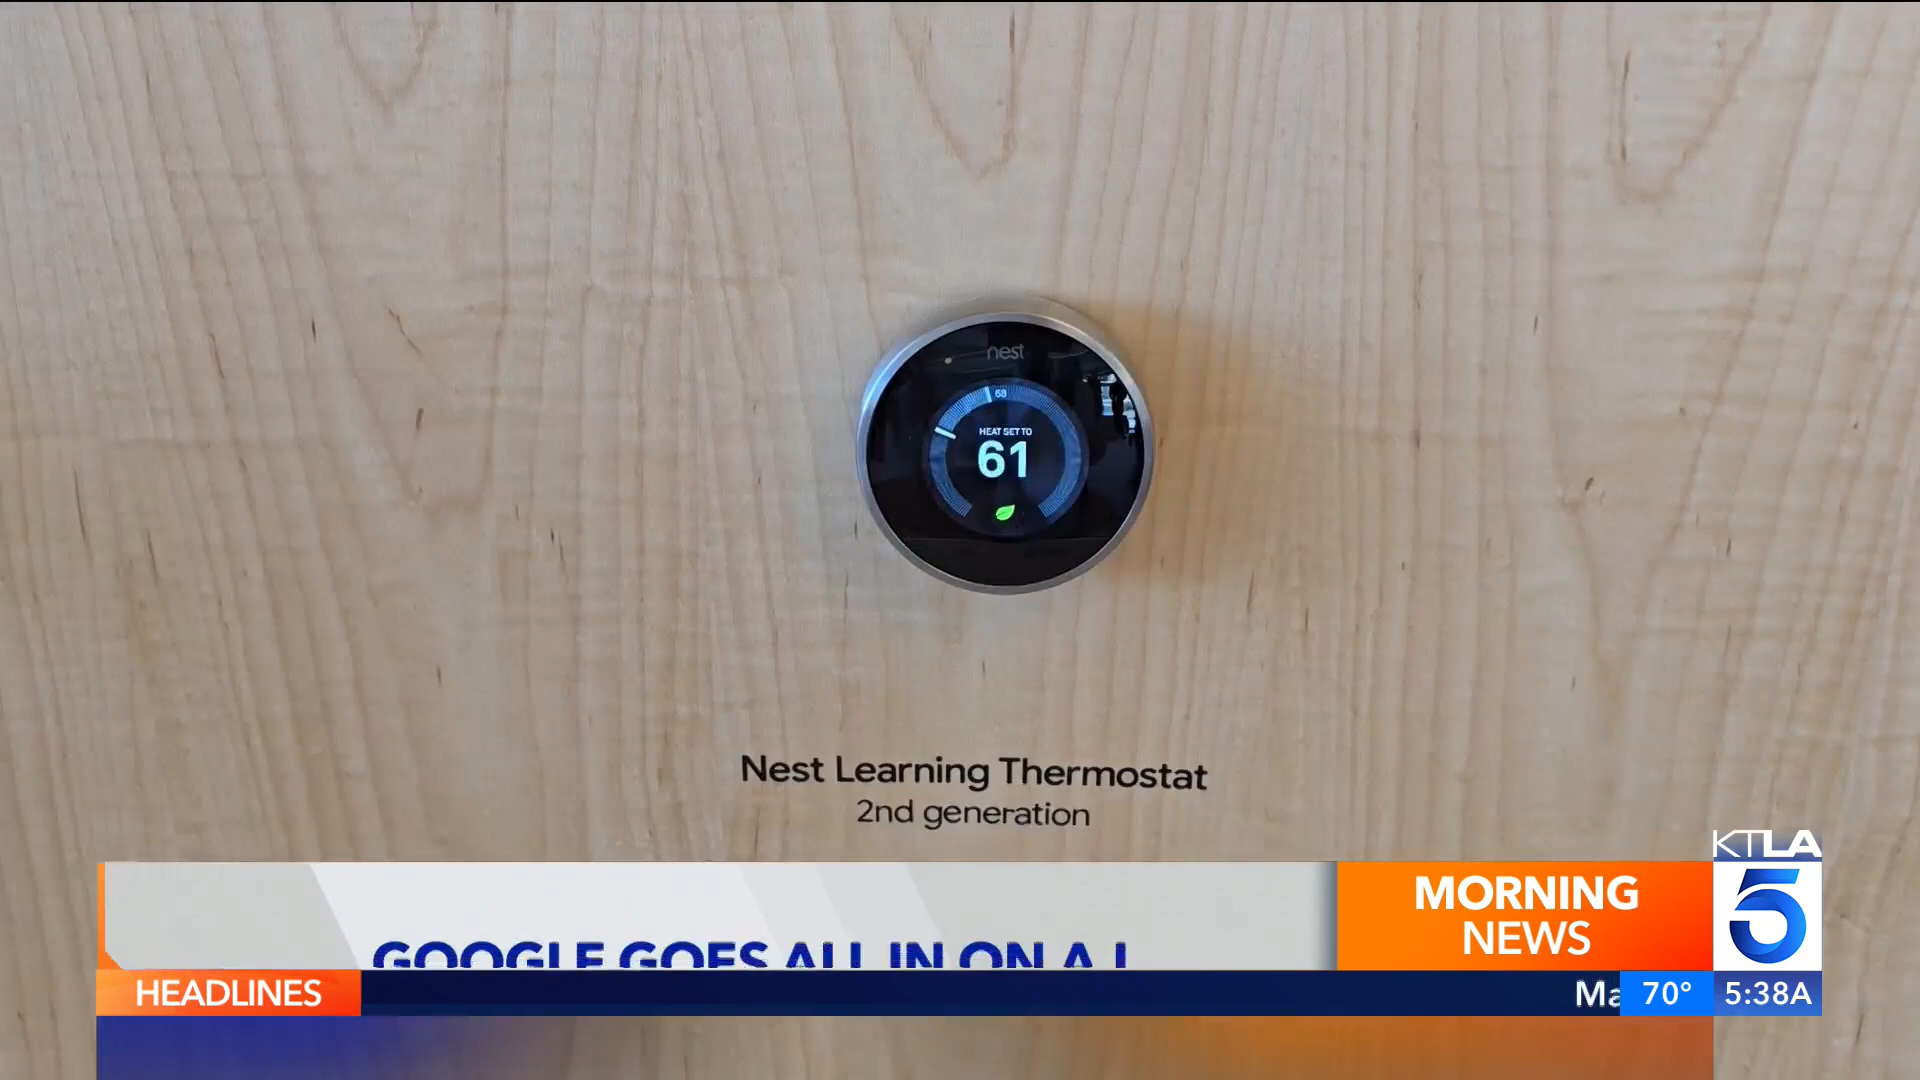 nest
68
HEAT SET TO
61
Nest Learning Thermostat
2nd generation
KTLA
5
MORNING
NEWS
GOOGLE GOES ALL IN ON A.I.
HEADLINES
70°
5:38A